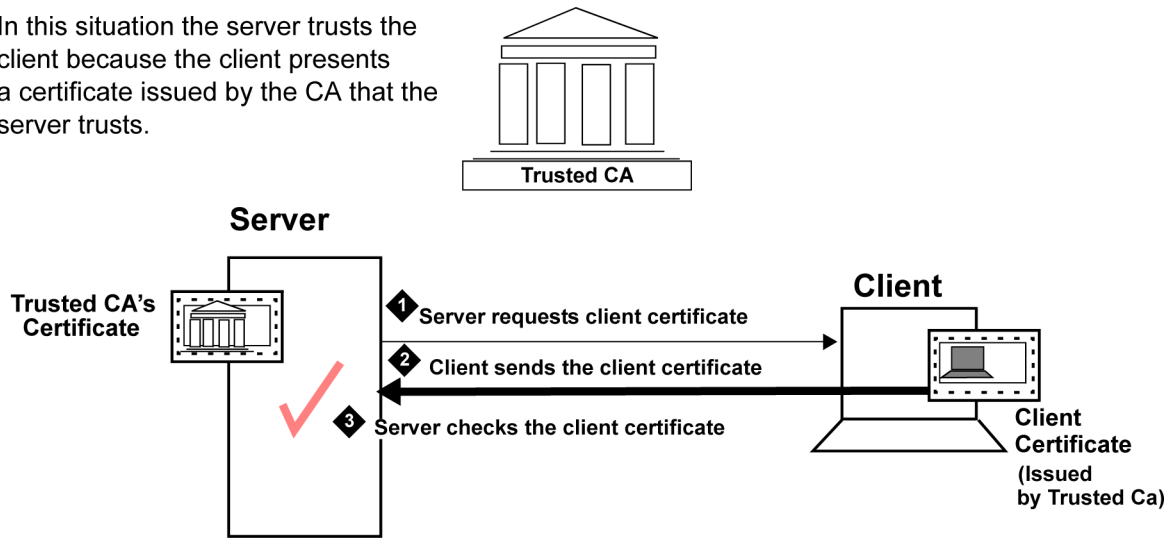 In this situation the server trusts the
client because the client presents
a certificate issued by the CA that the
server trusts.
Trusted CA
Server
Trusted CA's
Certificate
Client
1
Server requests client certificate
2
Client sends the client certificate
3
Server checks the client certificate
Client
Certificate
(Issued
by Trusted Ca)